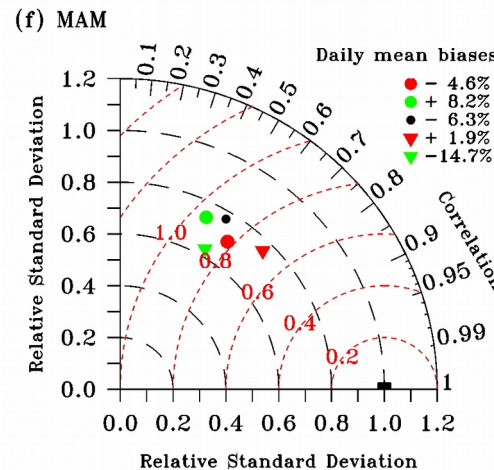 (f) MAM
Daily mean biases
- 4.6%
+ 8.2%
- 6.3%
+ 1.9%
-14.7%
0.1 0.2 0.3 0.4 0.5 0.6 0.7 0.8 0.9 0.95 0.99 1
Correlation
Relative Standard Deviation
1.2
1.0
0.8
0.6
0.4
0.2
0.0
1.0
0.8
0.6
0.4
0.2
0.0 0.2 0.4 0.6 0.8 1.0 1.2
Relative Standard Deviation